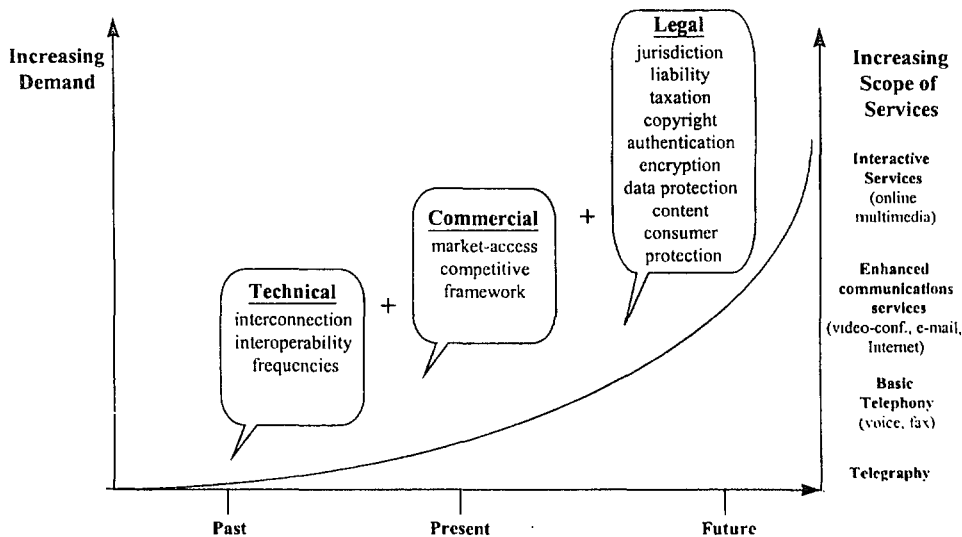 Increasing
Demand
Legal
jurisdiction
liability
taxation
copyright
authentication
encryption
data protection
content
consumer
protection
+
Commercial
market-access
competitive
framework
+
Technical
interconnection
interoperability
frequencies
Increasing
Scope of
Services
Interactive
Services
(online
multimedia)
Enhanced
communications
services
(video-conf., e-mail,
Internet)
Basic
Telephony
(voice, fax)
Telegraphy
Past
Present
Future